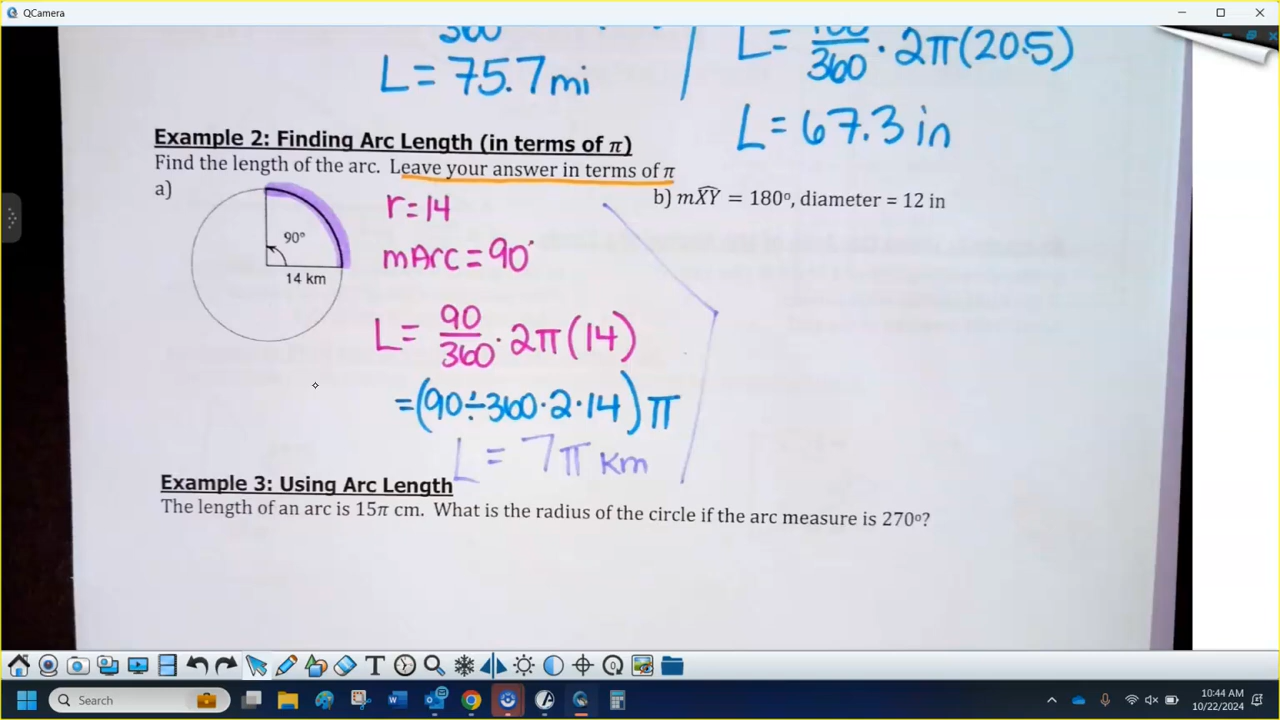 QCamera
L = 75.7 mi
360 · 2π(20.5)
L = 67.3 in
Example 2: Finding Arc Length (in terms of π)
Find the length of the arc. Leave your answer in terms of π
a)
90°
14 km
r = 14
mArc = 90°
L = 90/360 · 2π(14)
= (90 ÷ 360 · 2 · 14) π
L = 7π km
b) mXY = 180°, diameter = 12 in
Example 3: Using Arc Length
The length of an arc is 15π cm. What is the radius of the circle if the arc measure is 270°?
Search
10:44 AM
10/22/2024